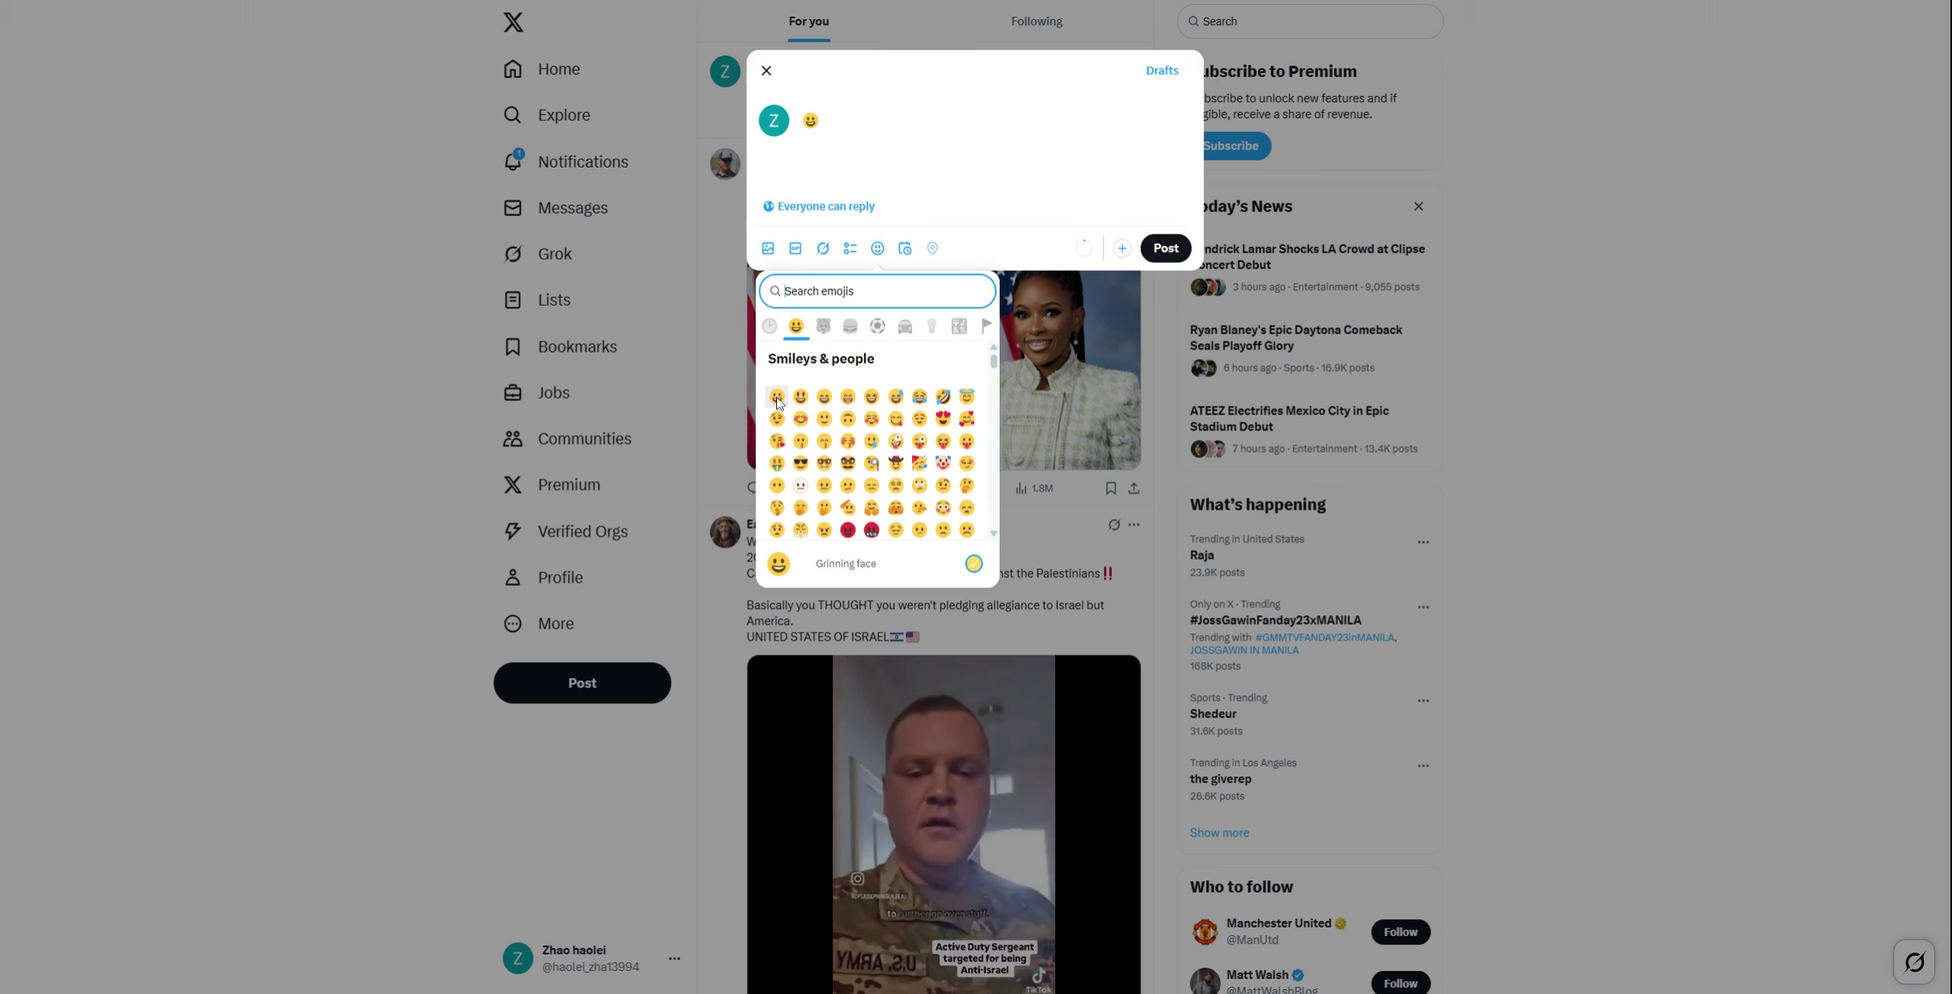 For you
Following
Search
Home
Explore
1
Notifications
Messages
Grok
Lists
Bookmarks
Jobs
Communities
Premium
Verified Orgs
Profile
More
Post
Z
Zhao haolei
@haolei_zha13994
Z
Drafts
Z
Everyone can reply
GIF
Post
Search emojis
Smileys & people
Grinning face
1.8M
nst the Palestinians
Basically you THOUGHT you weren't pledging allegiance to Israel but
America.
UNITED STATES OF ISRAEL
to
U.S. ARMY
Active Duty Sergeant
targeted for being
Anti-Israel
TikTok
ubscribe to Premium
bscribe to unlock new features and if
gible, receive a share of revenue.
Subscribe
oday's News
ndrick Lamar Shocks LA Crowd at Clipse
oncert Debut
3 hours ago · Entertainment · 9,055 posts
Ryan Blaney's Epic Daytona Comeback
Seals Playoff Glory
6 hours ago · Sports · 16.9K posts
ATEEZ Electrifies Mexico City in Epic
Stadium Debut
7 hours ago · Entertainment · 13.4K posts
What's happening
Trending in United States
Raja
23.9K posts
Only on X · Trending
#JossGawinFanday23xMANILA
Trending with #GMMTVFANDAY23inMANILA,
JOSSGAWIN IN MANILA
168K posts
Sports · Trending
Shedeur
31.6K posts
Trending in Los Angeles
the giverep
26.6K posts
Show more
Who to follow
Manchester United
@ManUtd
Follow
Matt Walsh
@MattWalshBlog
Follow